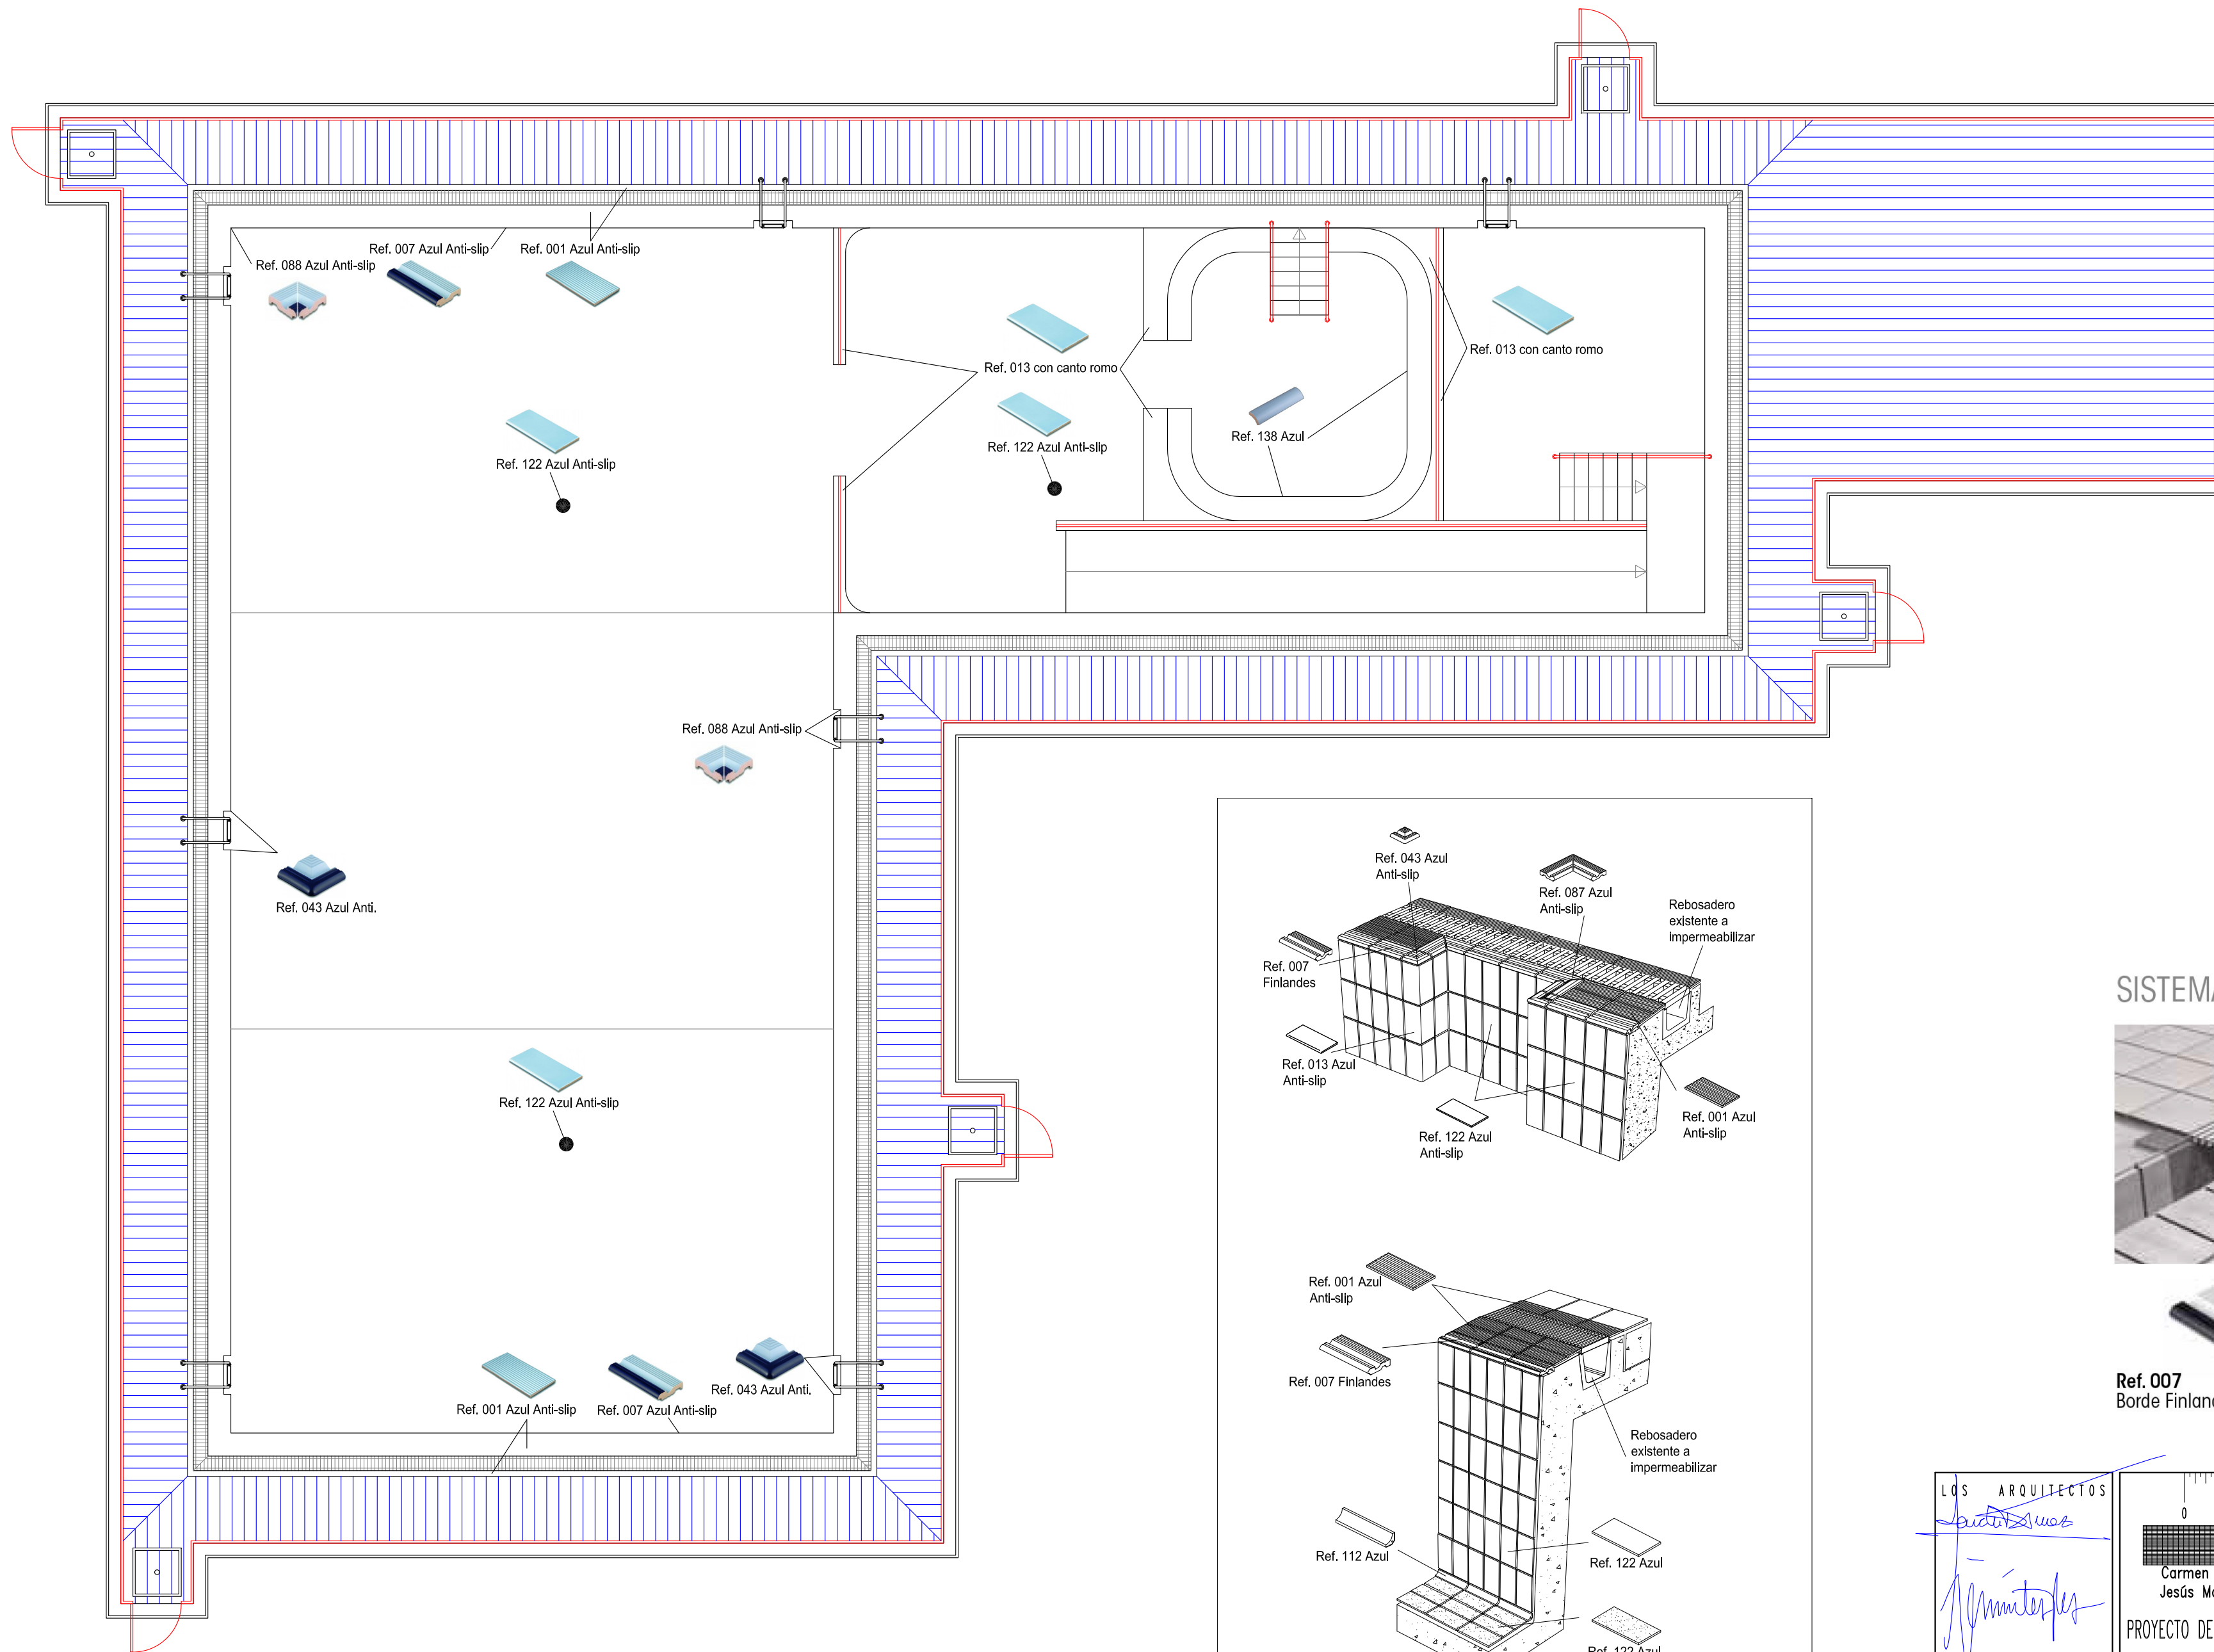 Ref. 088 Azul Anti-slip
Ref. 007 Azul Anti-slip
Ref. 001 Azul Anti-slip
Ref. 013 con canto romo
Ref. 013 con canto romo
Ref. 122 Azul Anti-slip
Ref. 122 Azul Anti-slip
Ref. 138 Azul
Ref. 088 Azul Anti-slip
Ref. 043 Azul Anti.
Ref. 122 Azul Anti-slip
Ref. 001 Azul Anti-slip
Ref. 007 Azul Anti-slip
Ref. 043 Azul Anti.
Ref. 043 Azul
Anti-slip
Ref. 087 Azul
Anti-slip
Rebosadero
existente a
impermeabilizar
Ref. 007
Finlandes
Ref. 013 Azul
Anti-slip
Ref. 122 Azul
Anti-slip
Ref. 001 Azul
Anti-slip
Ref. 001 Azul
Anti-slip
Ref. 007 Finlandes
Rebosadero
existente a
impermeabilizar
Ref. 112 Azul
Ref. 122 Azul
Ref. 122 Azul
SISTEMA
Ref. 007
Borde Finlan
LOS ARQUITECTOS
0
Carmen
Jesús
PROYECTO DE